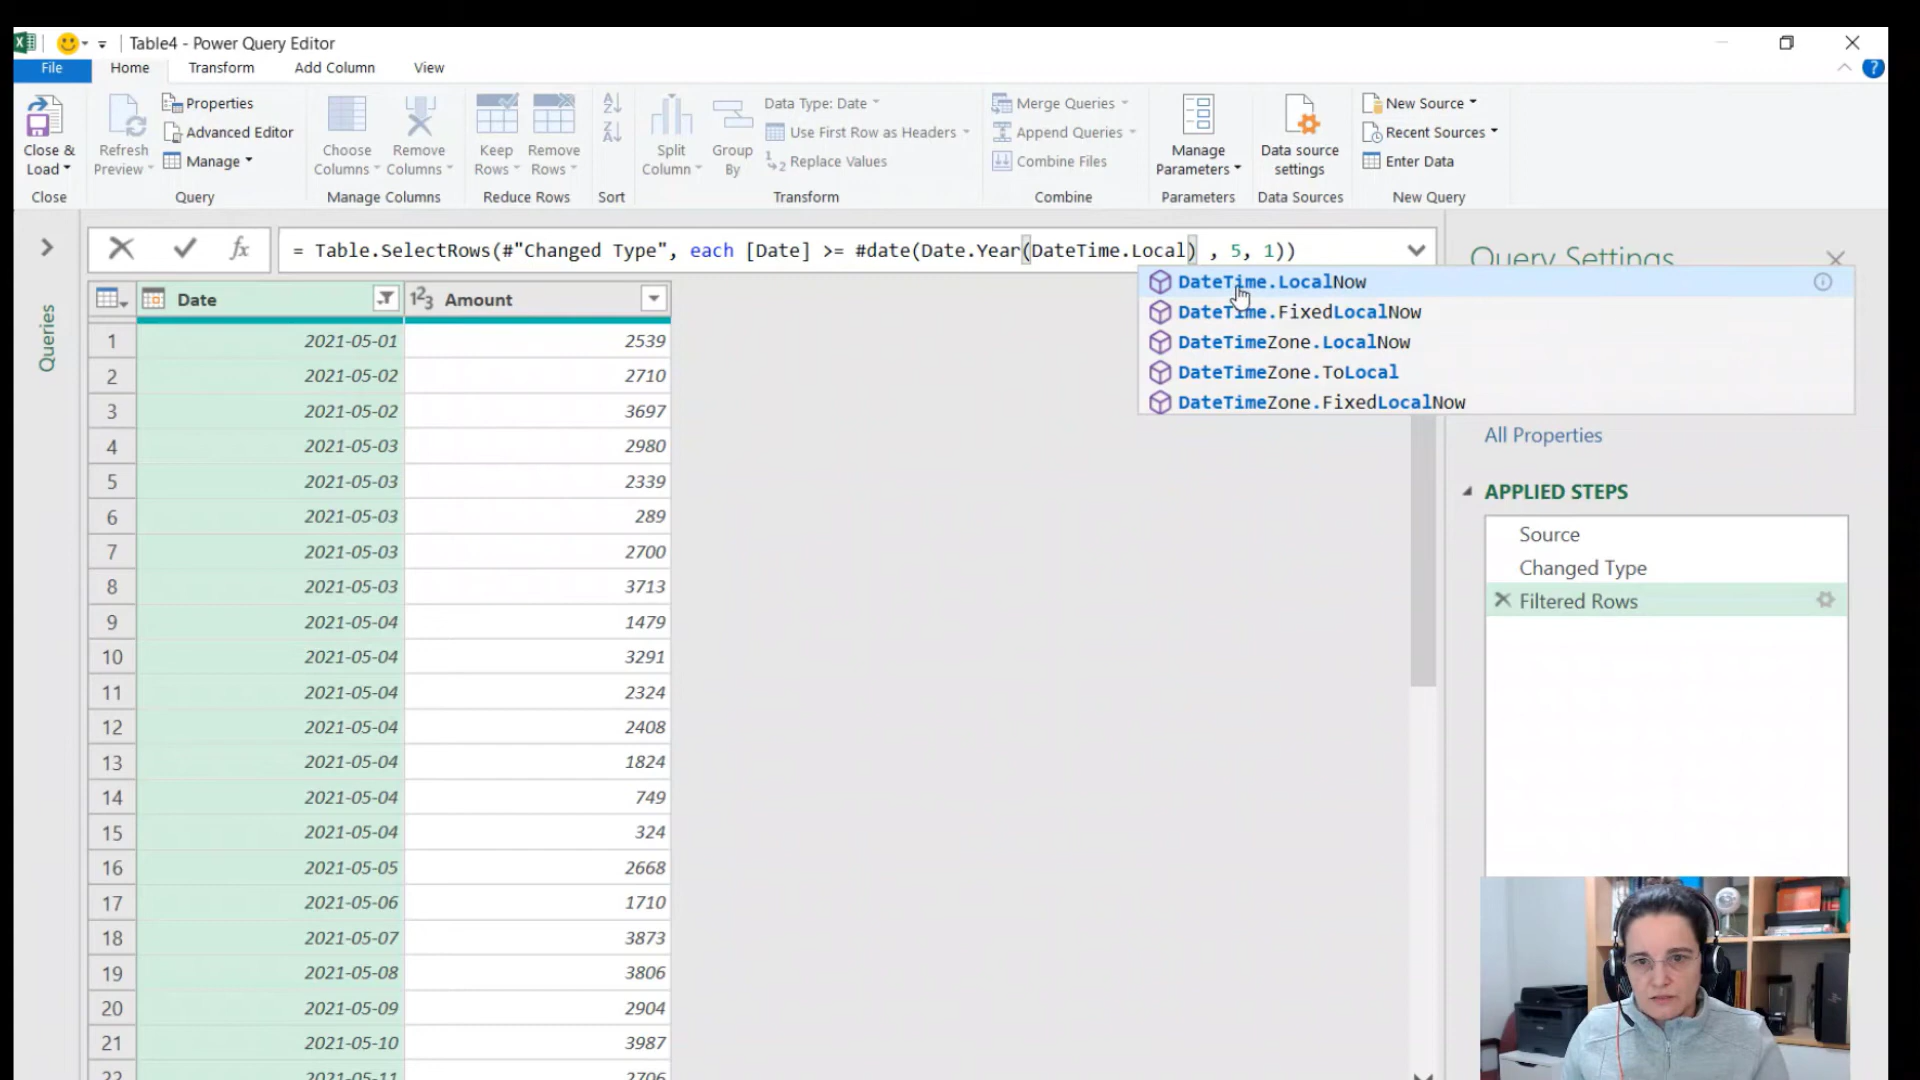 Table4 - Power Query Editor
File Home Transform Add Column View
Close & Load
Close
Refresh Preview
Properties
Advanced Editor
Manage
Query
Choose Columns
Remove Columns
Manage Columns
Keep Rows
Remove Rows
Reduce Rows
Sort
Split Column
Group By
Data Type: Date
Use First Row as Headers
Replace Values
Transform
Merge Queries
Append Queries
Combine Files
Combine
Manage Parameters
Parameters
Data source settings
Data Sources
New Source
Recent Sources
Enter Data
New Query
fx = Table.SelectRows(#"Changed Type", each [Date] >= #date(Date.Year(DateTime.Local) , 5, 1))
DateTime.LocalNow
DateTime.FixedLocalNow
DateTimeZone.LocalNow
DateTimeZone.ToLocal
DateTimeZone.FixedLocalNow
Queries
Date Amount
1 2021-05-01 2539
2 2021-05-02 2710
3 2021-05-02 3697
4 2021-05-03 2980
5 2021-05-03 2339
6 2021-05-03 289
7 2021-05-03 2700
8 2021-05-03 3713
9 2021-05-04 1479
10 2021-05-04 3291
11 2021-05-04 2324
12 2021-05-04 2408
13 2021-05-04 1824
14 2021-05-04 749
15 2021-05-04 324
16 2021-05-05 2668
17 2021-05-06 1710
18 2021-05-07 3873
19 2021-05-08 3806
20 2021-05-09 2904
21 2021-05-10 3987
22 2021-05-11 2706
Query Settings
All Properties
APPLIED STEPS
Source
Changed Type
Filtered Rows